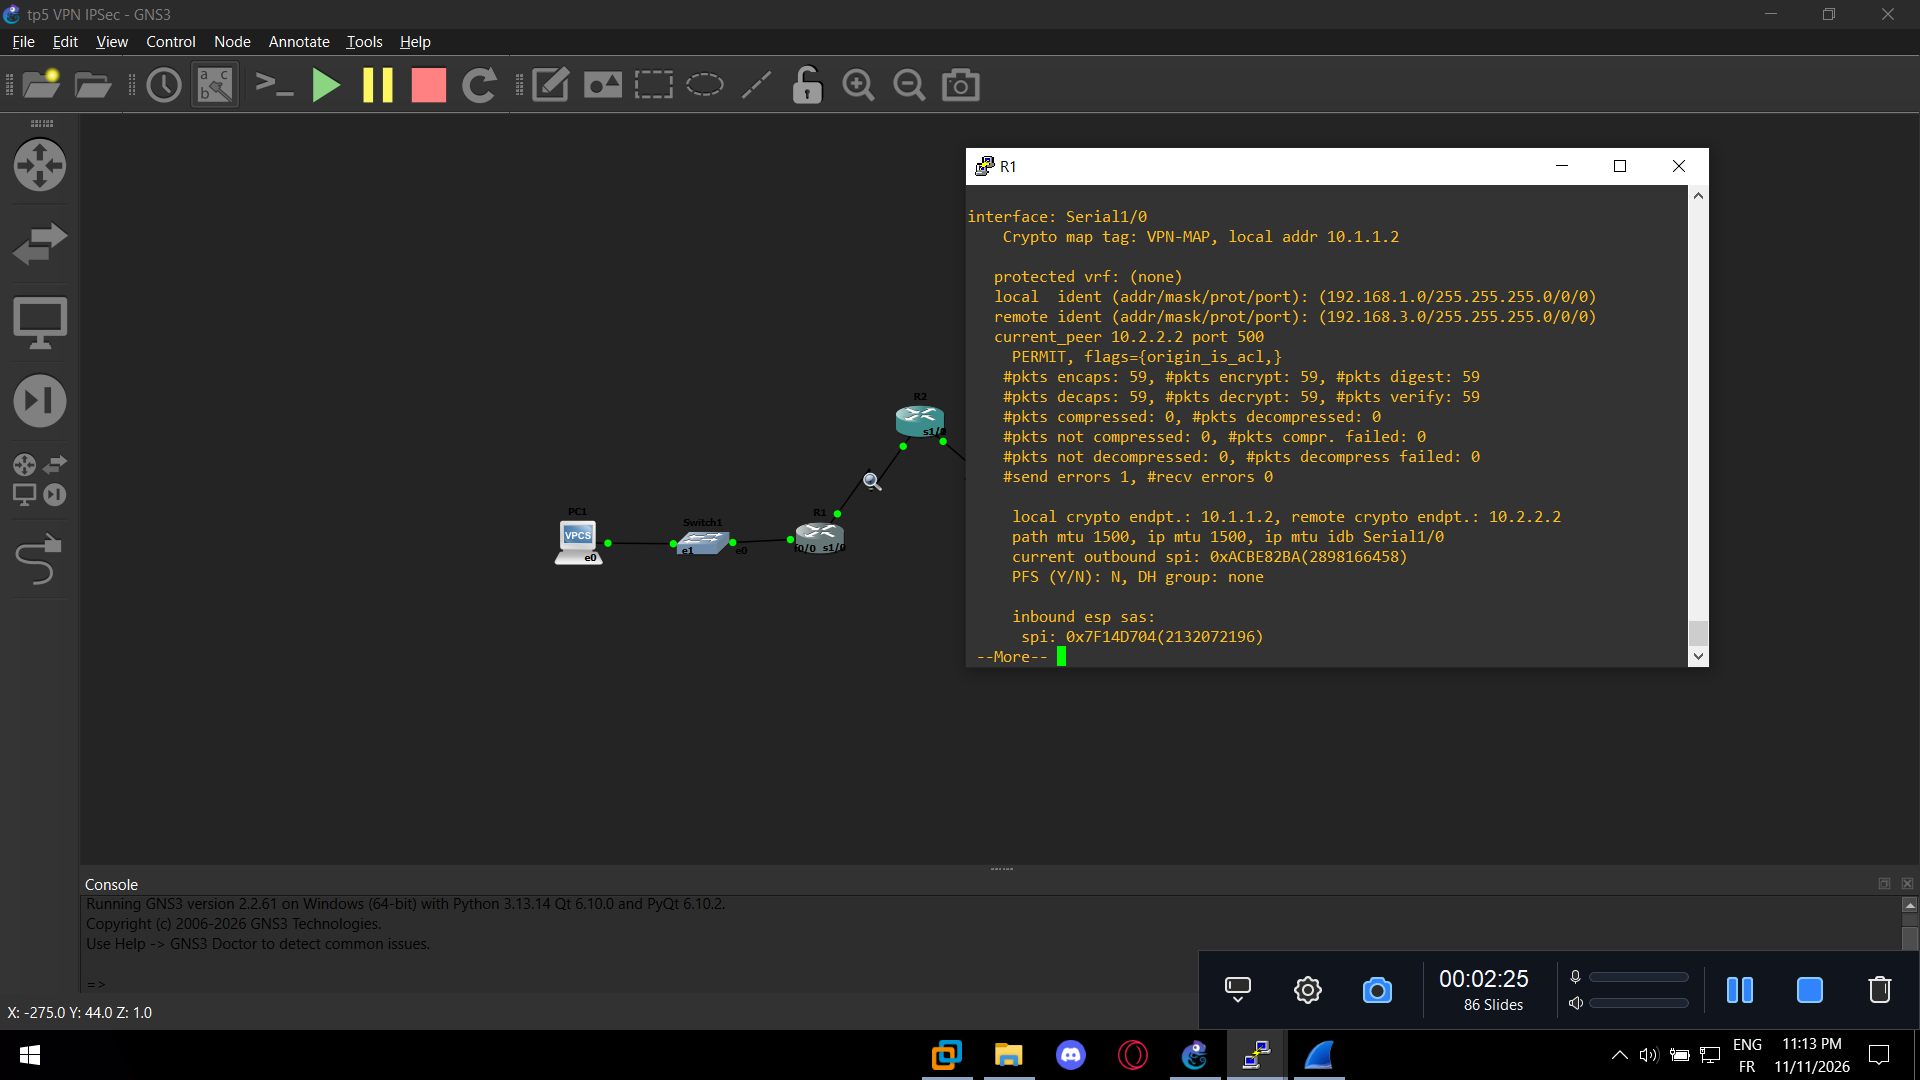 tp5 VPN IPSec - GNS3
File Edit View Control Node Annotate Tools Help
a c
b
R1
interface: Serial1/0
Crypto map tag: VPN-MAP, local addr 10.1.1.2
protected vrf: (none)
local  ident (addr/mask/prot/port): (192.168.1.0/255.255.255.0/0/0)
remote ident (addr/mask/prot/port): (192.168.3.0/255.255.255.0/0/0)
current_peer 10.2.2.2 port 500
PERMIT, flags={origin_is_acl,}
#pkts encaps: 59, #pkts encrypt: 59, #pkts digest: 59
#pkts decaps: 59, #pkts decrypt: 59, #pkts verify: 59
#pkts compressed: 0, #pkts decompressed: 0
#pkts not compressed: 0, #pkts compr. failed: 0
#pkts not decompressed: 0, #pkts decompress failed: 0
#send errors 1, #recv errors 0
local crypto endpt.: 10.1.1.2, remote crypto endpt.: 10.2.2.2
path mtu 1500, ip mtu 1500, ip mtu idb Serial1/0
current outbound spi: 0xACBE82BA(2898166458)
PFS (Y/N): N, DH group: none
inbound esp sas:
spi: 0x7F14D704(2132072196)
--More--
R2
s1/0
PC1
VPCS
e0
Switch1
e1
e0
R1
f0/0 s1/0
Console
Running GNS3 version 2.2.61 on Windows (64-bit) with Python 3.13.14 Qt 6.10.0 and PyQt 6.10.2.
Copyright (c) 2006-2026 GNS3 Technologies.
Use Help -> GNS3 Doctor to detect common issues.
=>
X: -275.0 Y: 44.0 Z: 1.0
00:02:25
86 Slides
ENG
FR
11:13 PM
11/11/2026